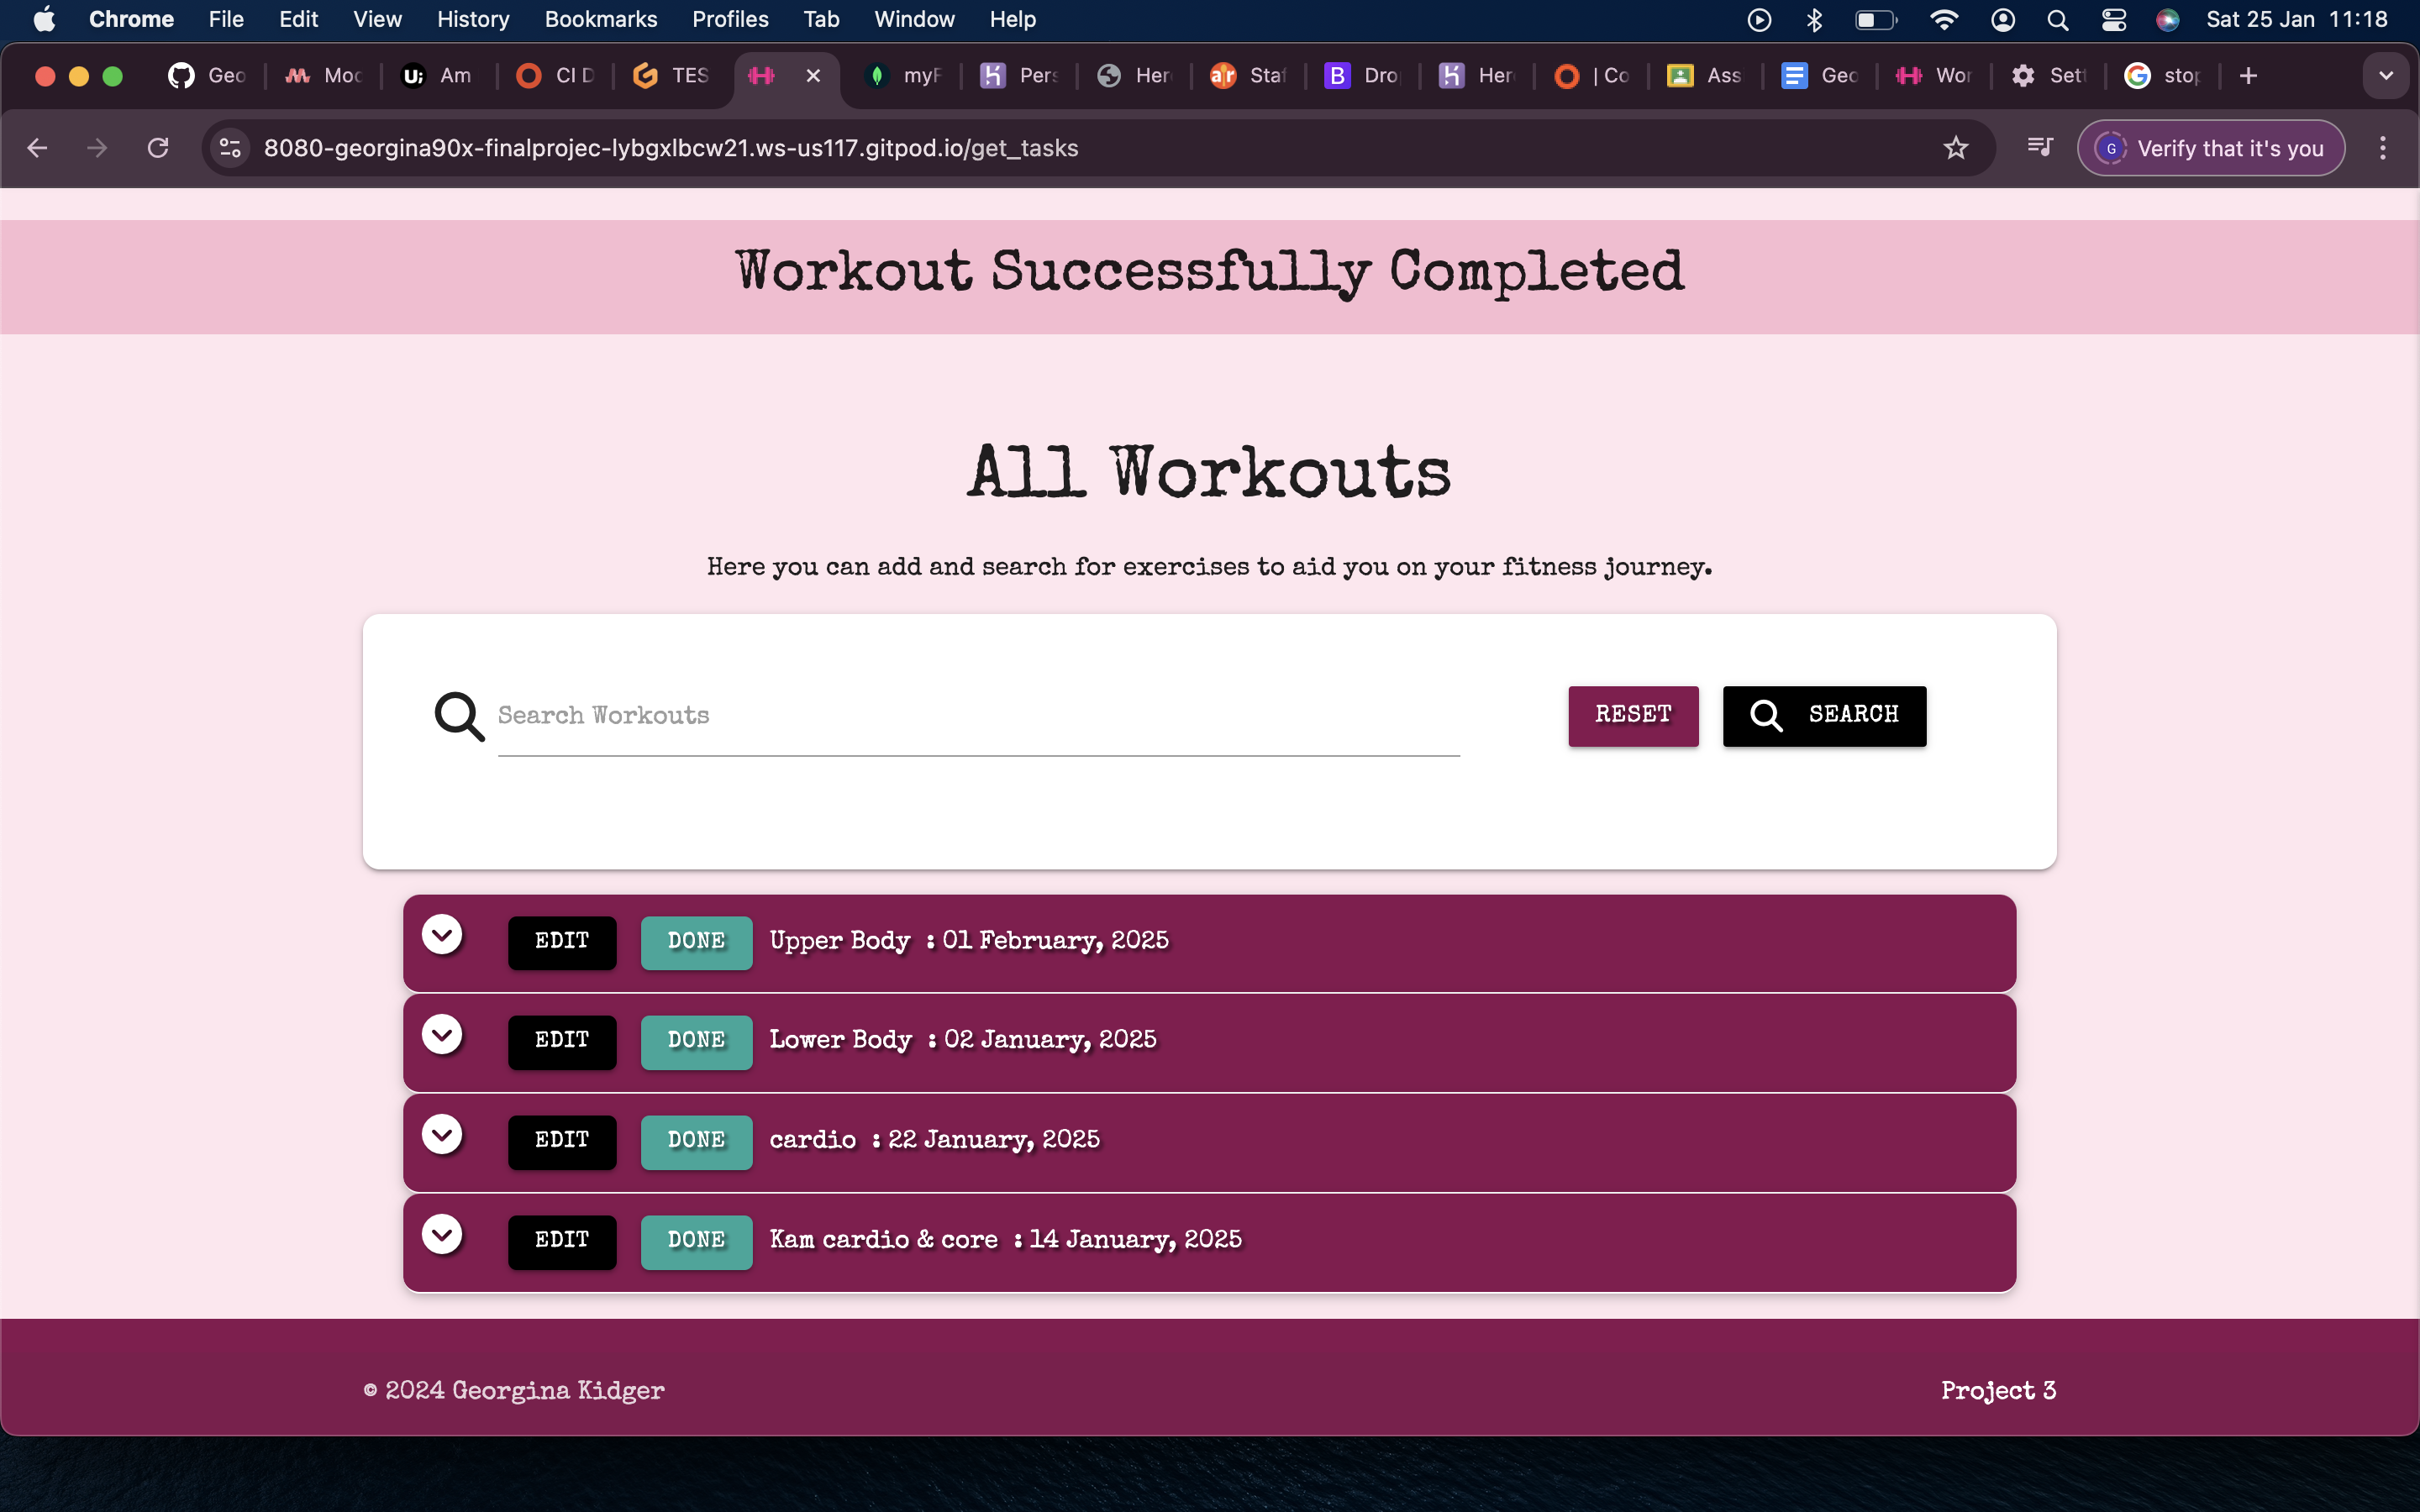 Chrome File Edit View History Bookmarks Profiles Tab Window Help Sat 25 Jan 11:18
Geo Moc Am CI D TES myF Pers Her Staf Dro Her | Co Ass Geo Wor Sett stop
8080-georgina90x-finalprojec-lybgxlbcw21.ws-us117.gitpod.io/get_tasks G Verify that it's you
Workout Successfully Completed
All Workouts
Here you can add and search for exercises to aid you on your fitness journey.
Search Workouts RESET SEARCH
EDIT DONE Upper Body : 01 February, 2025
EDIT DONE Lower Body : 02 January, 2025
EDIT DONE cardio : 22 January, 2025
EDIT DONE Kam cardio & core : 14 January, 2025
© 2024 Georgina Kidger Project 3